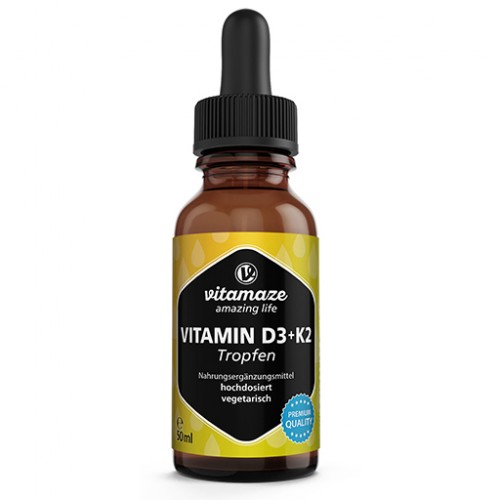 vitamaze
amazing life
VITAMIN D3+K2
Tropfen
Nahrungsergänzungsmittel
hochdosiert
vegetarisch
PREMIUM
QUALITY
℮
50ml